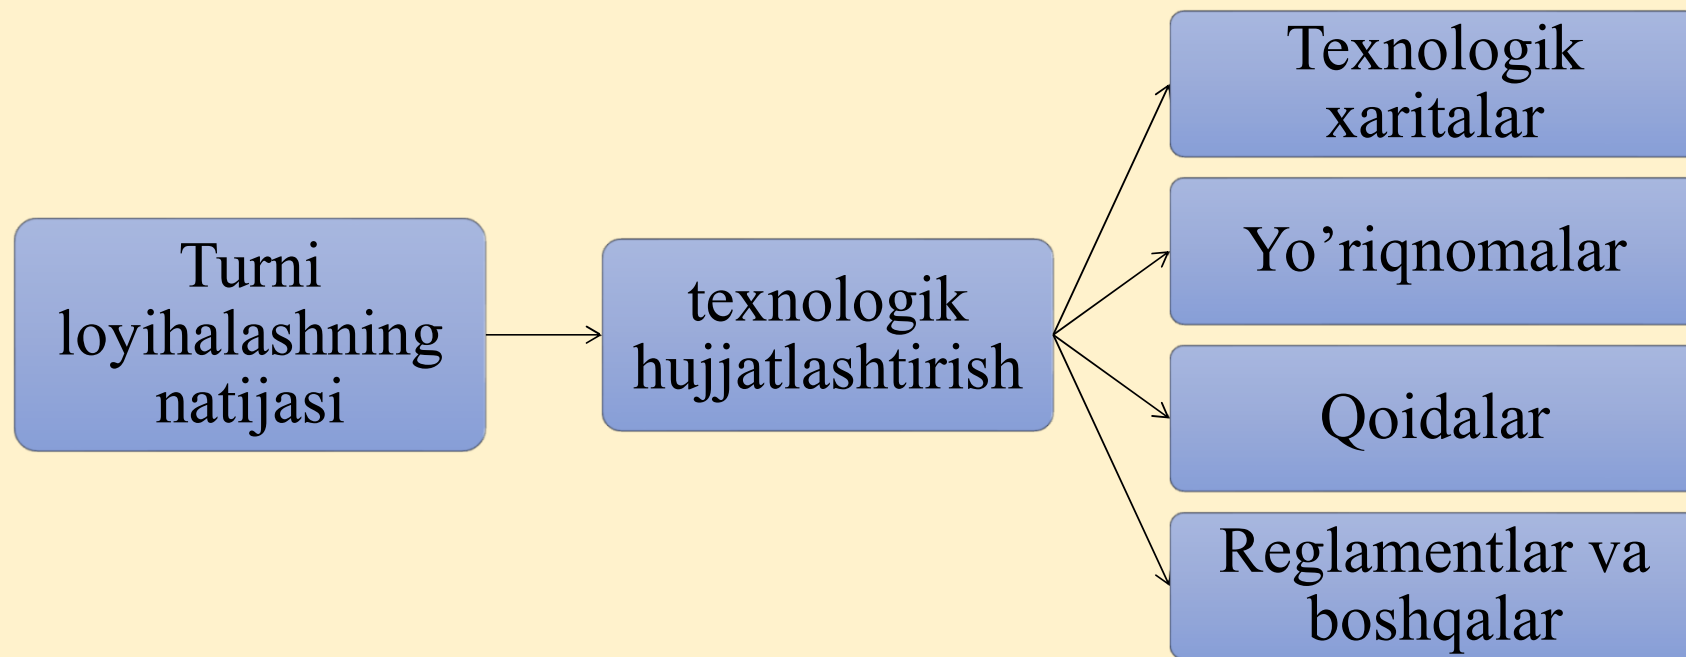 Turni
loyihalashning
natijasi
texnologik
hujjatlashtirish
Texnologik
xaritalar
Yo’riqnomalar
Qoidalar
Reglamentlar va
boshqalar